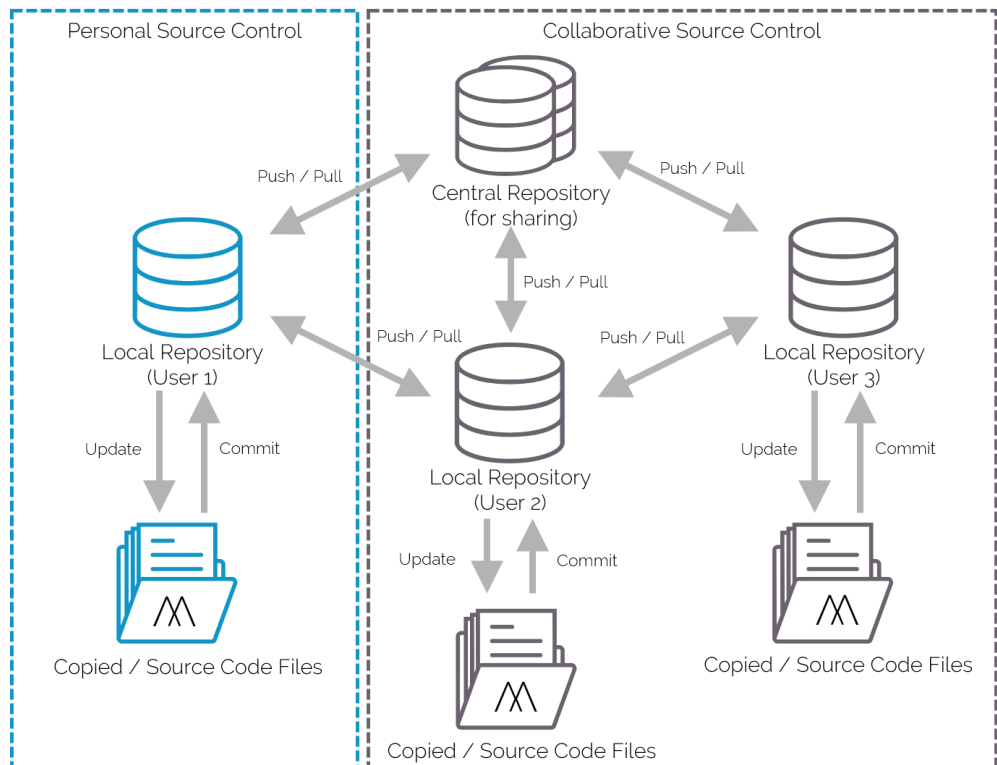 Personal Source Control
Collaborative Source Control
Push / Pull
Push / Pull
Central Repository
(for sharing)
Push / Pull
Push / Pull
Push / Pull
Local Repository
(User 1)
Local Repository
(User 3)
Update
Commit
Local Repository
(User 2)
Update
Commit
Update
Commit
Copied / Source Code Files
Copied / Source Code Files
Copied / Source Code Files